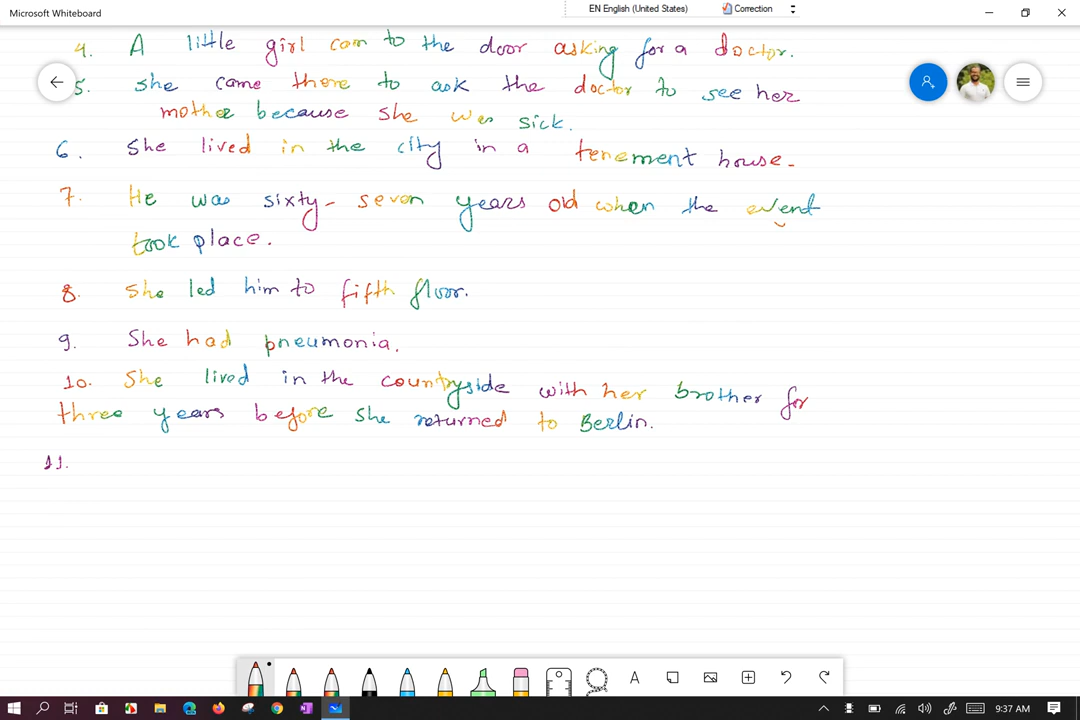 Microsoft Whiteboard
EN English (United States)
Correction
4. A little girl cam to the door asking for a doctor.
5. she came there to ask the doctor to see her
mother because she was sick.
6. She lived in the city in a tenement house.
7. He was sixty-seven years old when the evend
took place.
8. She led him to fifth floor.
9. She had pneumonia.
10. She lived in the countryside with her brother for
three years before she returned to Berlin.
11.
A
9:37 AM